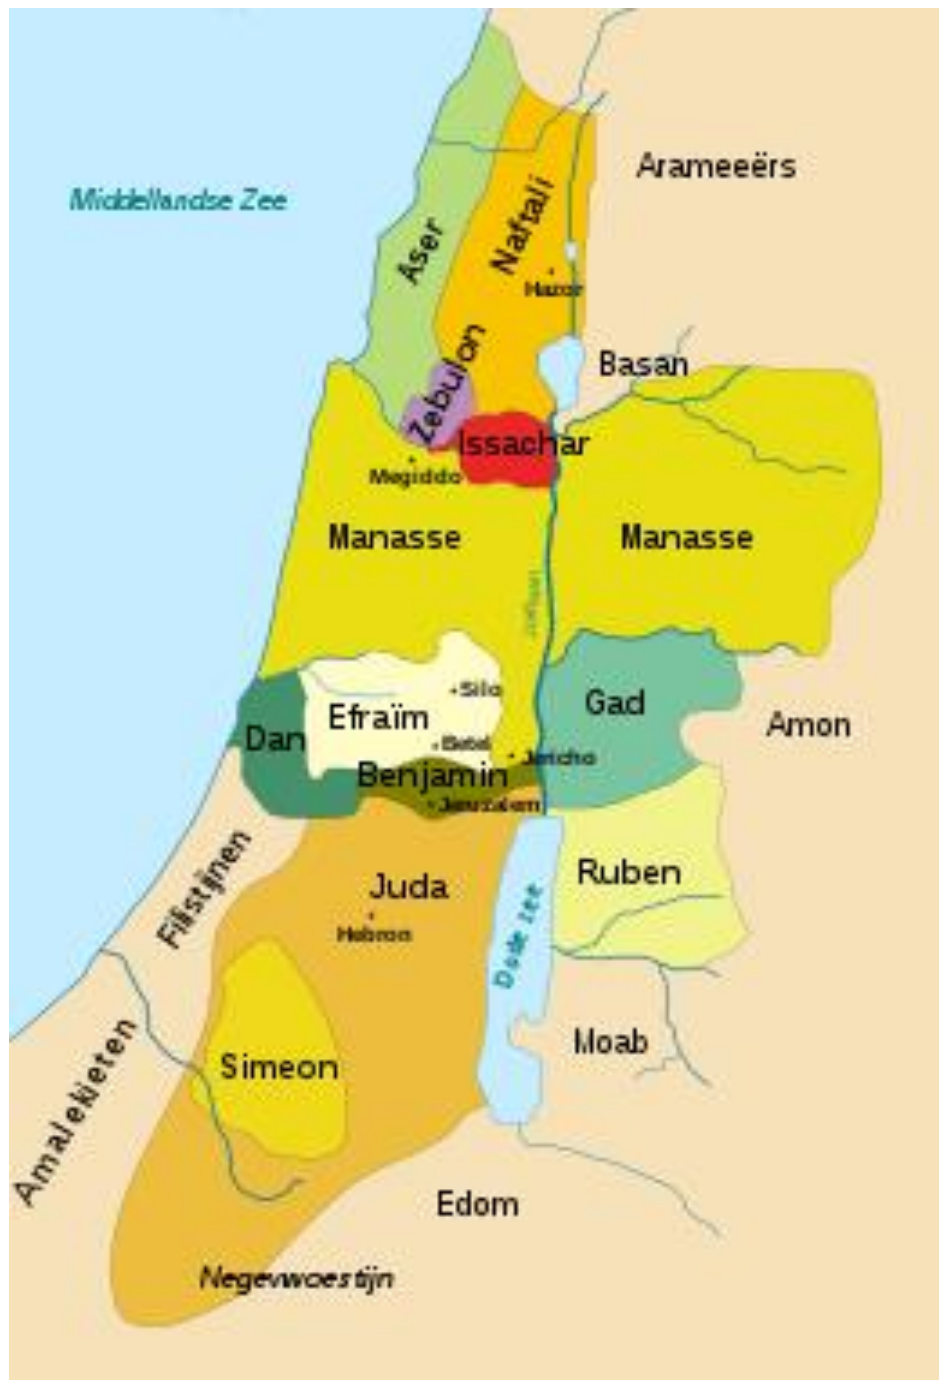 Arameeërs
Middellandse Zee
Naftali
Aser
Hazor
Basan
Zebulon
Issachar
Megiddo
Manasse
Manasse
Jordaan
Silo
Gad
Efraïm
Amon
Dan
Betel
Jericho
Benjamin
Jeruzalem
Ruben
Juda
Filistijnen
Hebron
Dode zee
Moab
Simeon
Amalekieten
Edom
Negevwoestijn